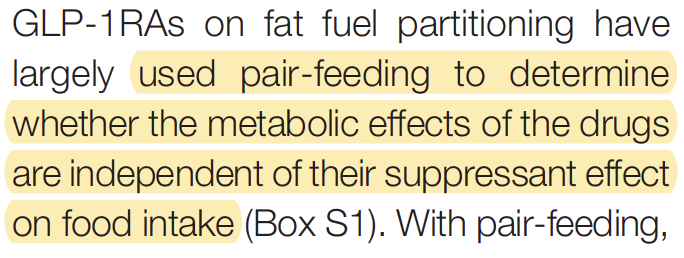 GLP-1RAs on fat fuel partitioning have
largely used pair-feeding to determine
whether the metabolic effects of the drugs
are independent of their suppressant effect
on food intake (Box S1). With pair-feeding,